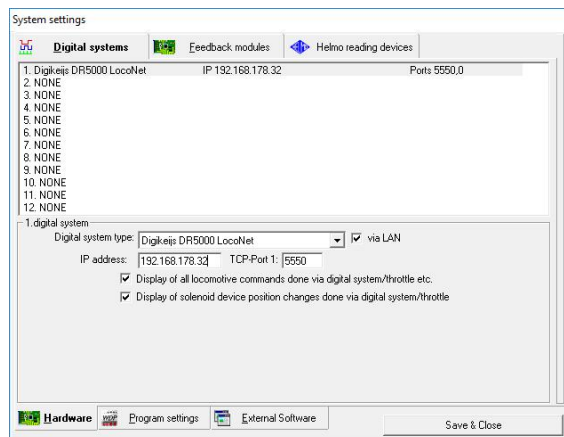 System settings
Digital systems Feedback modules Helmo reading devices
1. Digikeijs DR5000 LocoNet IP 192.168.178.32 Ports 5550,0
2. NONE
3. NONE
4. NONE
5. NONE
6. NONE
7. NONE
8. NONE
9. NONE
10. NONE
11. NONE
12. NONE
1.digital system
Digital system type: Digikeijs DR5000 LocoNet via LAN
IP address: 192.168.178.32 TCP-Port 1: 5550
Display of all locomotive commands done via digital system/throttle etc.
Display of solenoid device position changes done via digital system/throttle
Hardware WDP Program settings External Software Save & Close